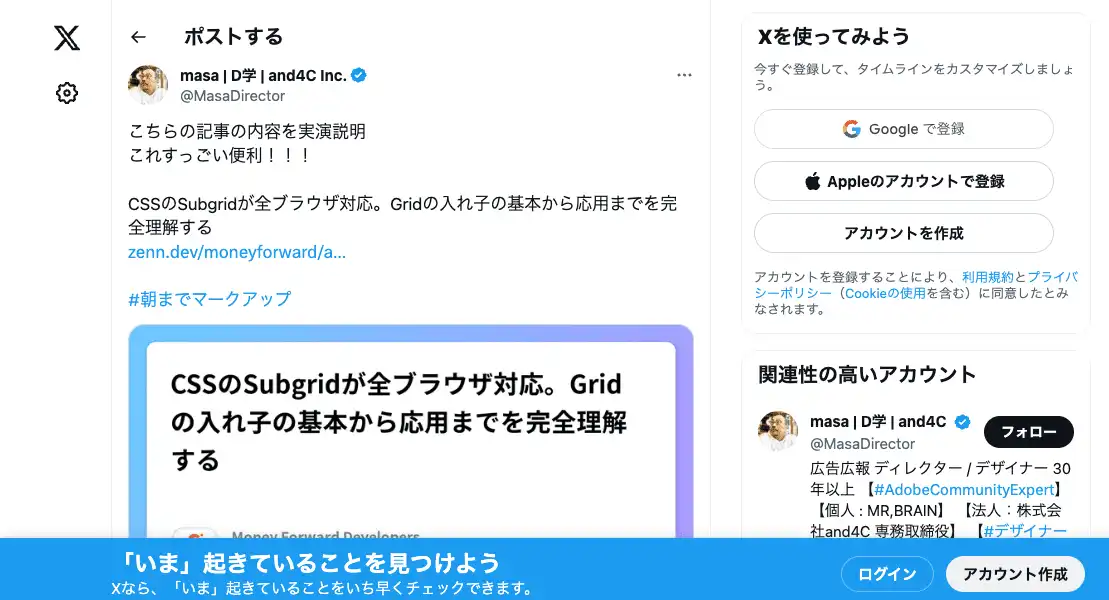 ポストする
masa | D学 | and4C Inc.
@MasaDirector
こちらの記事の内容を実演説明
これすっごい便利！！！
CSSのSubgridが全ブラウザ対応。Gridの入れ子の基本から応用までを完
全理解する
zenn.dev/moneyforward/a...
#朝までマークアップ
CSSのSubgridが全ブラウザ対応。Grid
の入れ子の基本から応用までを完全理解
する
Money Forward Developers
Xを使ってみよう
今すぐ登録して、タイムラインをカスタマイズしましょ
う。
Google で登録
Appleのアカウントで登録
アカウントを作成
アカウントを登録することにより、利用規約とプライバ
シーポリシー（Cookieの使用を含む）に同意したとみ
なされます。
関連性の高いアカウント
masa | D学 | and4C
@MasaDirector
フォロー
広告広報 ディレクター / デザイナー 30
年以上 【#AdobeCommunityExpert】
【個人 : MR,BRAIN】 【法人：株式会
社and4C 専務取締役】 【#デザイナー
「いま」起きていることを見つけよう
Xなら、「いま」起きていることをいち早くチェックできます。
ログイン
アカウント作成